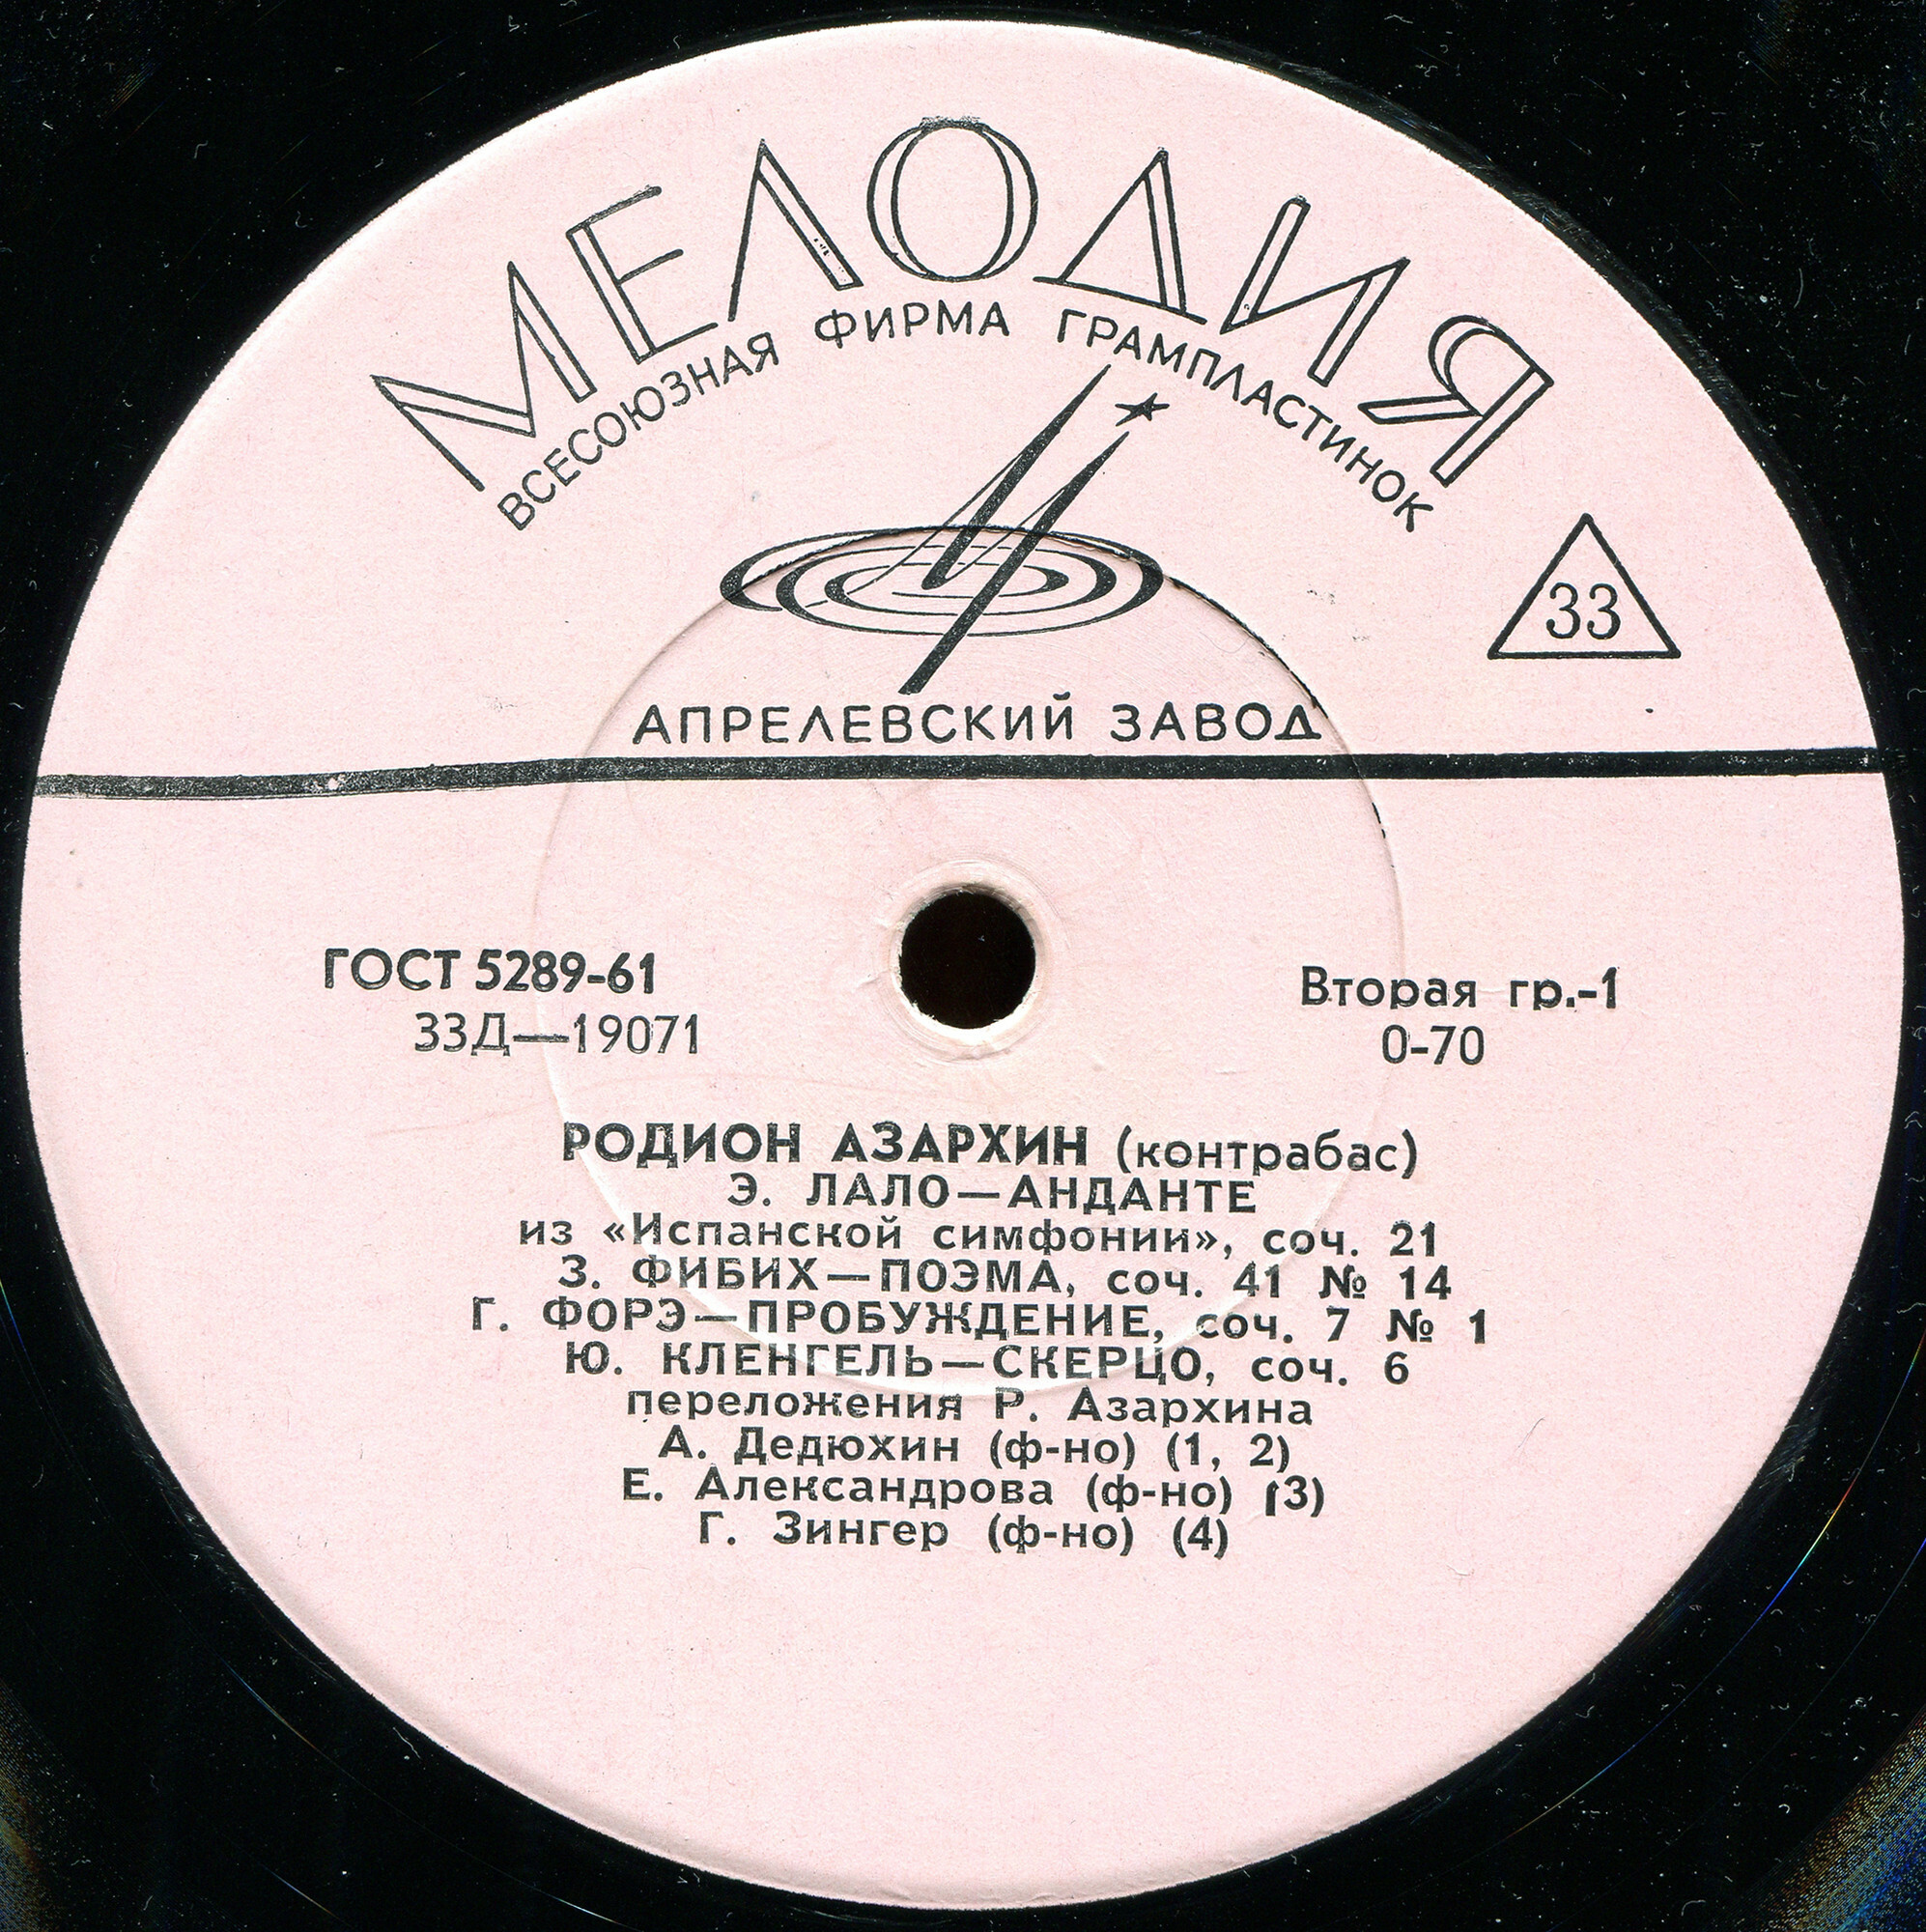 МЕЛОДИЯ
ВСЕСОЮЗНАЯ ФИРМА ГРАМПЛАСТИНОК
33
АПРЕЛЕВСКИЙ ЗАВОД
ГОСТ 5289-61
Вторая гр.-1
33Д—19071
0-70
РОДИОН АЗАРХИН (контрабас)
Э. ЛАЛО—АНДАНТЕ
из «Испанской симфонии», соч. 21
З. ФИБИХ—ПОЭМА, соч. 41 № 14
Г. ФОРЭ—ПРОБУЖДЕНИЕ, соч. 7 № 1
Ю. КЛЕНГЕЛЬ—СКЕРЦО, соч. 6
переложения Р. Азархина
А. Дедюхин (ф-но) (1, 2)
Е. Александрова (ф-но) (3)
Г. Зингер (ф-но) (4)